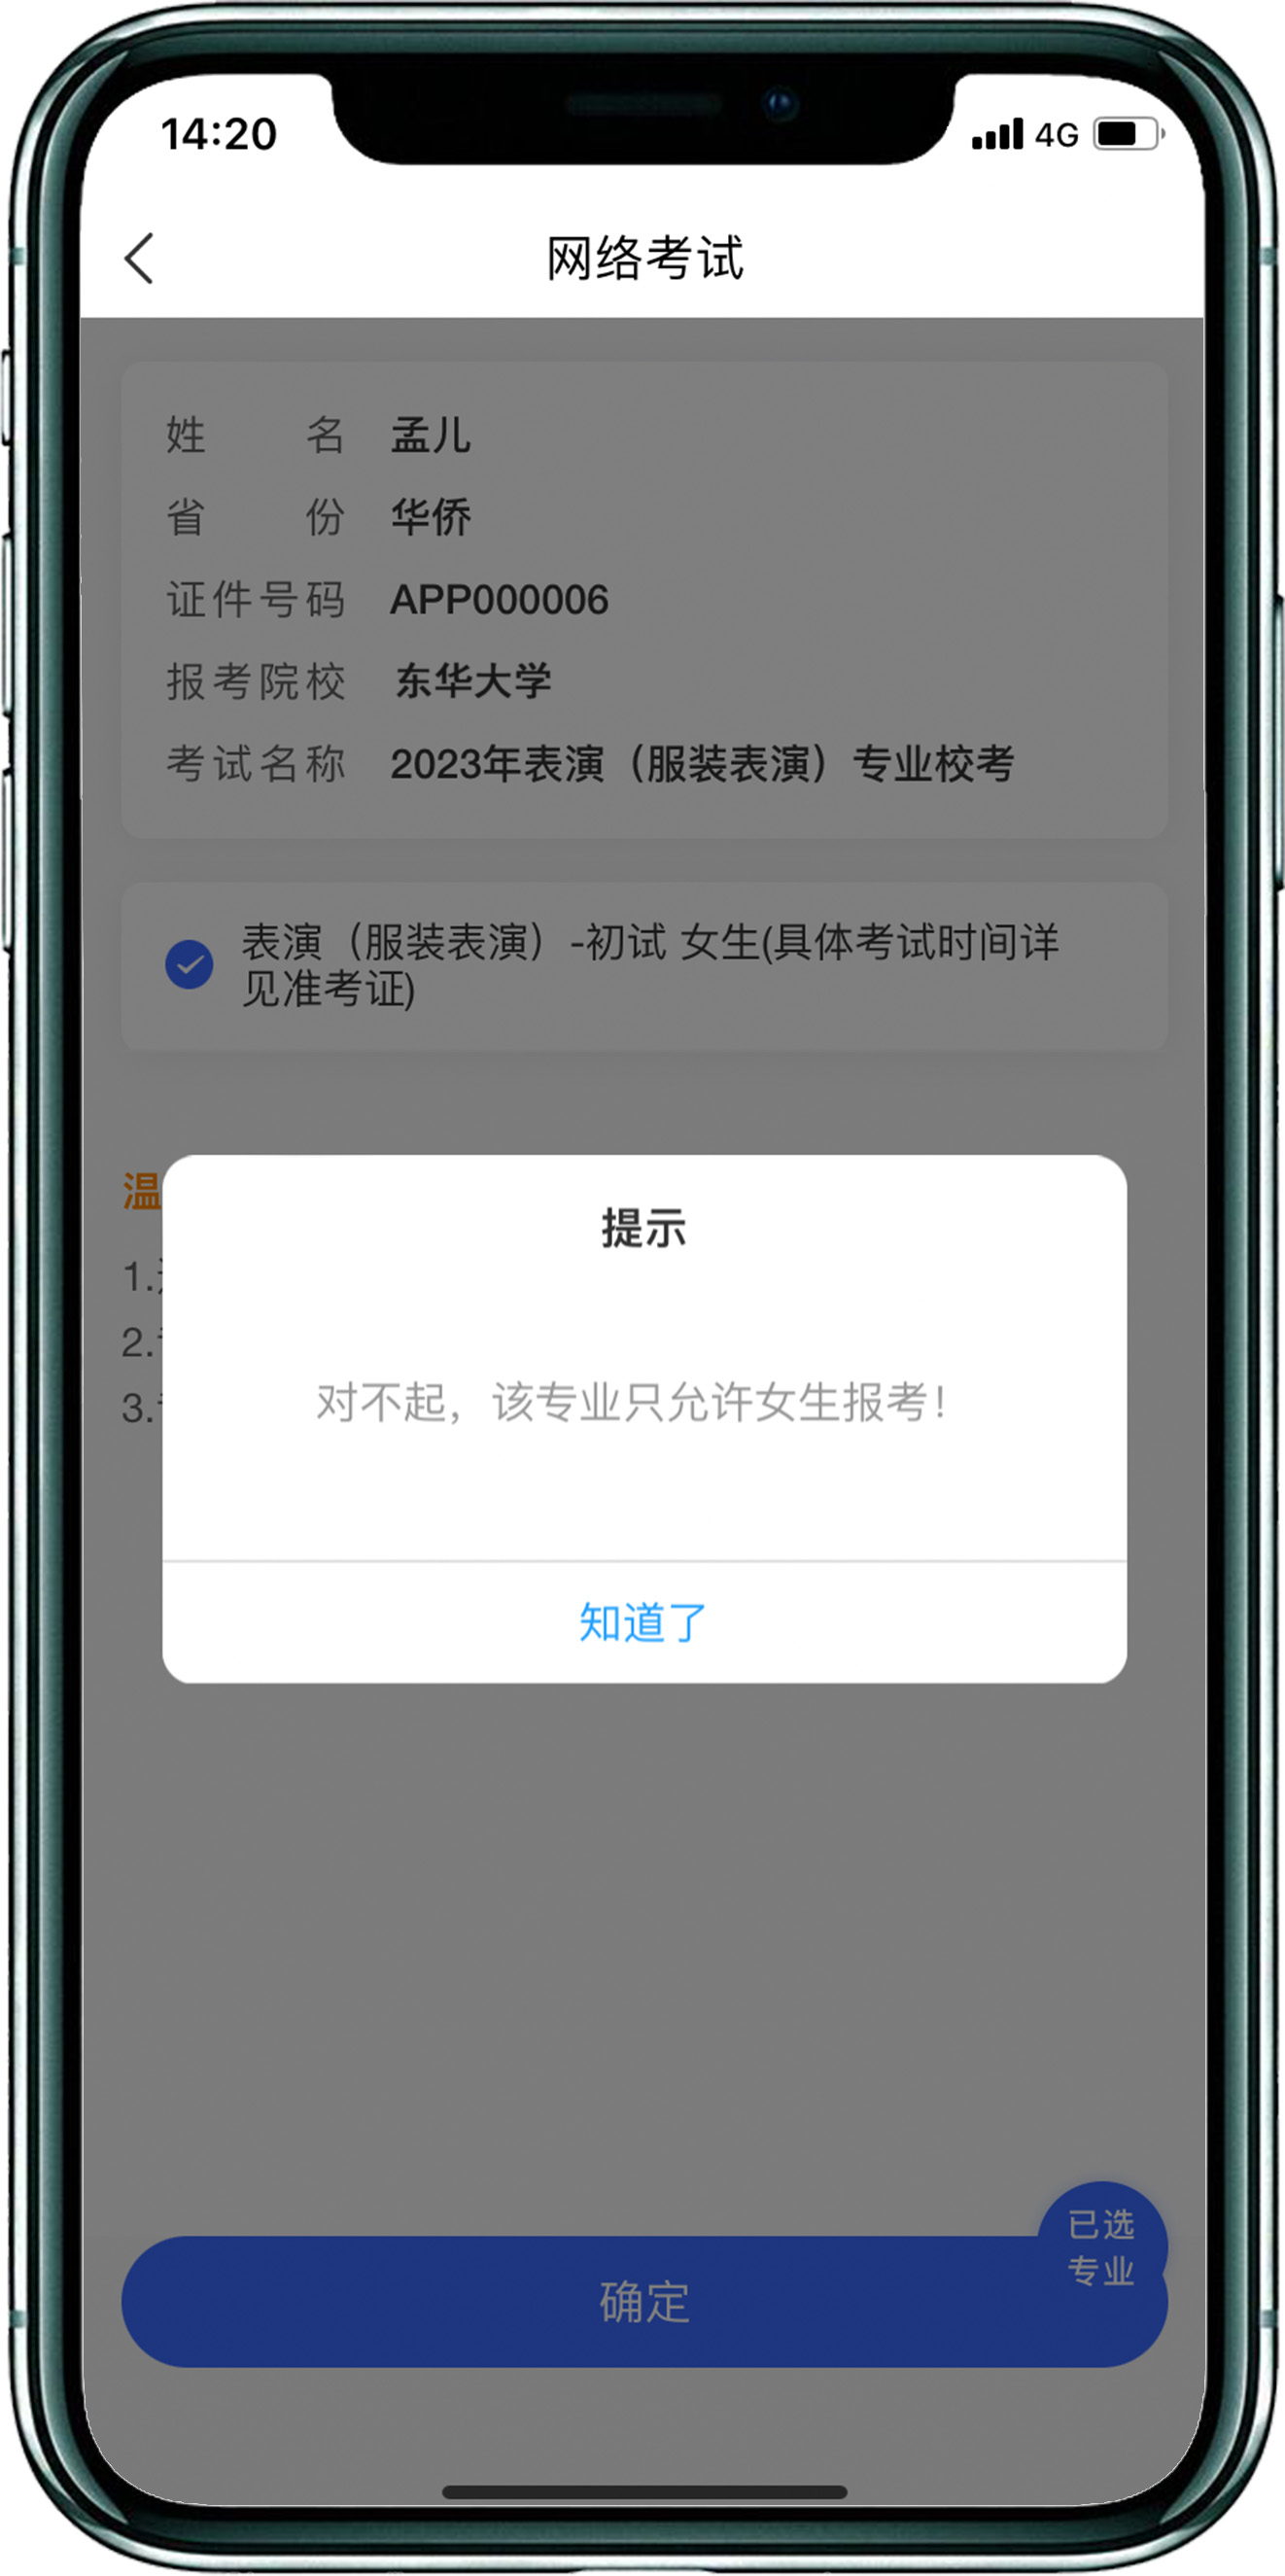 14:20
4G
网络考试
姓名 孟儿
省份 华侨
证件号码 APP000006
报考院校 东华大学
考试名称 2023年表演（服装表演）专业校考
表演（服装表演）-初试 女生(具体考试时间详
见准考证)
温
提示
1.
2.
对不起，该专业只允许女生报考！
3.
知道了
已选
专业
确定